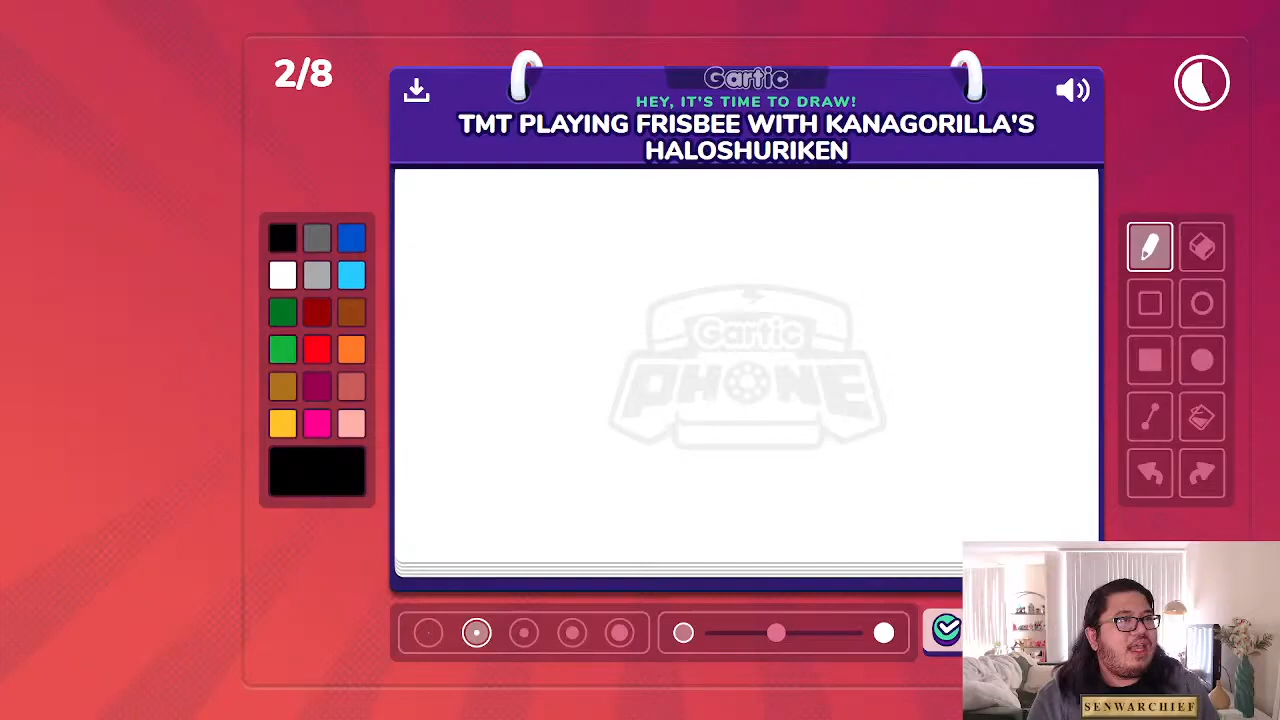 2/8
Gartic
HEY, IT'S TIME TO DRAW!
TMT PLAYING FRISBEE WITH KANAGORILLA'S
HALOSHURIKEN
Gartic
PHONE
SENWARCHIEF